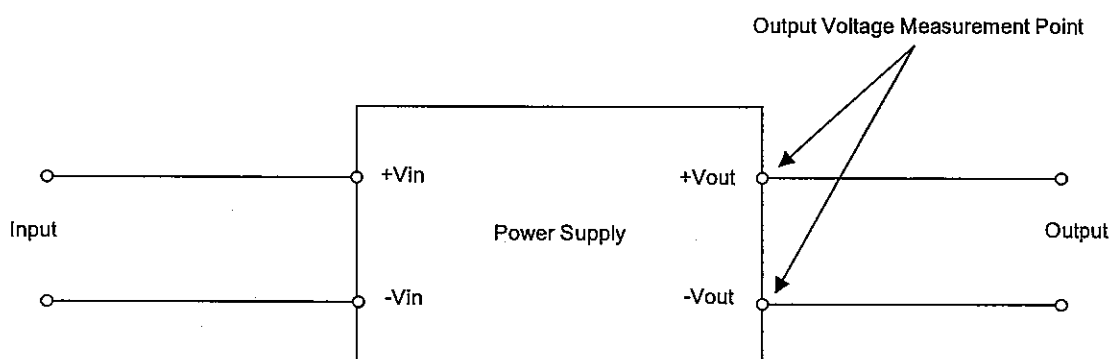 Output Voltage Measurement Point
+Vin
+Vout
Input
Power Supply
Output
-Vin
-Vout